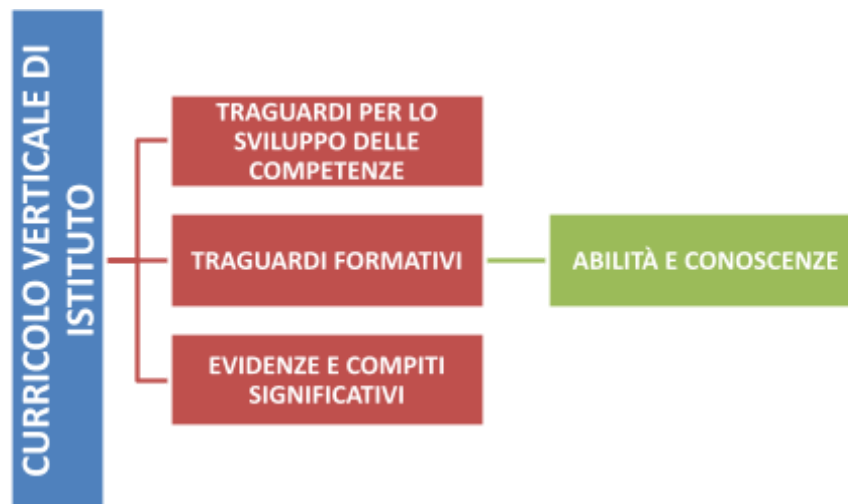 CURRICOLO VERTICALE DI
ISTITUTO
TRAGUARDI PER LO
SVILUPPO DELLE
COMPETENZE
TRAGUARDI FORMATIVI
ABILITÀ E CONOSCENZE
EVIDENZE E COMPITI
SIGNIFICATIVI